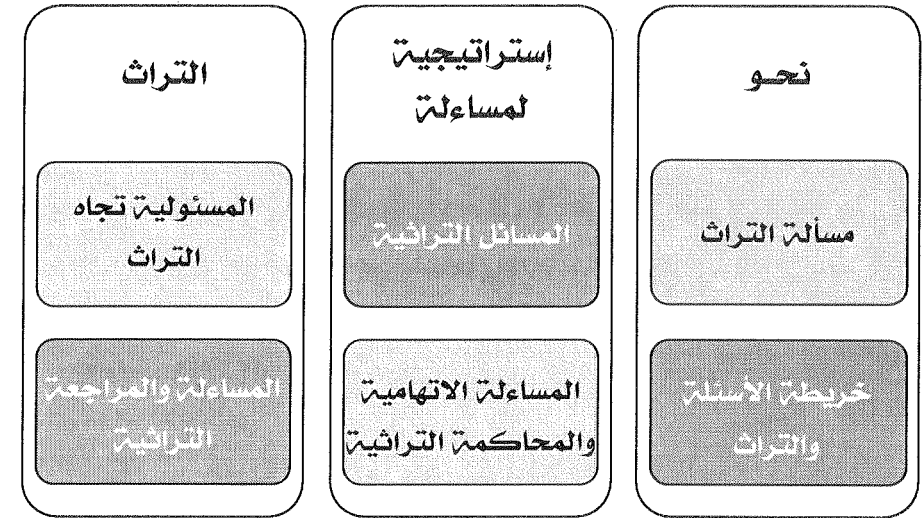 نحو
مسألة التراث
خريطة الأسئلة
والتراث
إستراتيجية
لمساءلة
المسائل التراثية
المساءلة الاتهامية
والمحاكمة التراثية
التراث
المسئولية تجاه
التراث
المساءلة والمراجعة
التراثية